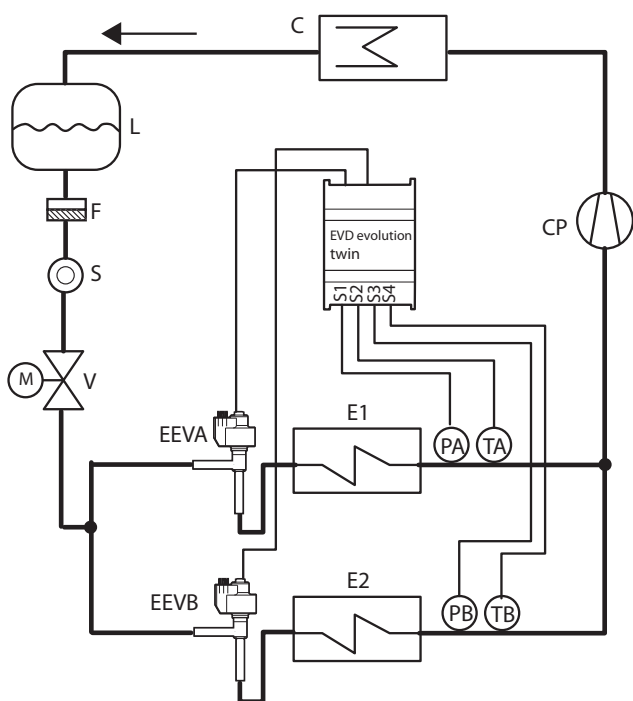 C
L
F
CP
EVD evolution
twin
S
S1
S2
S3
S4
M
V
E1
EEVA
PA
TA
E2
EEVB
PB
TB